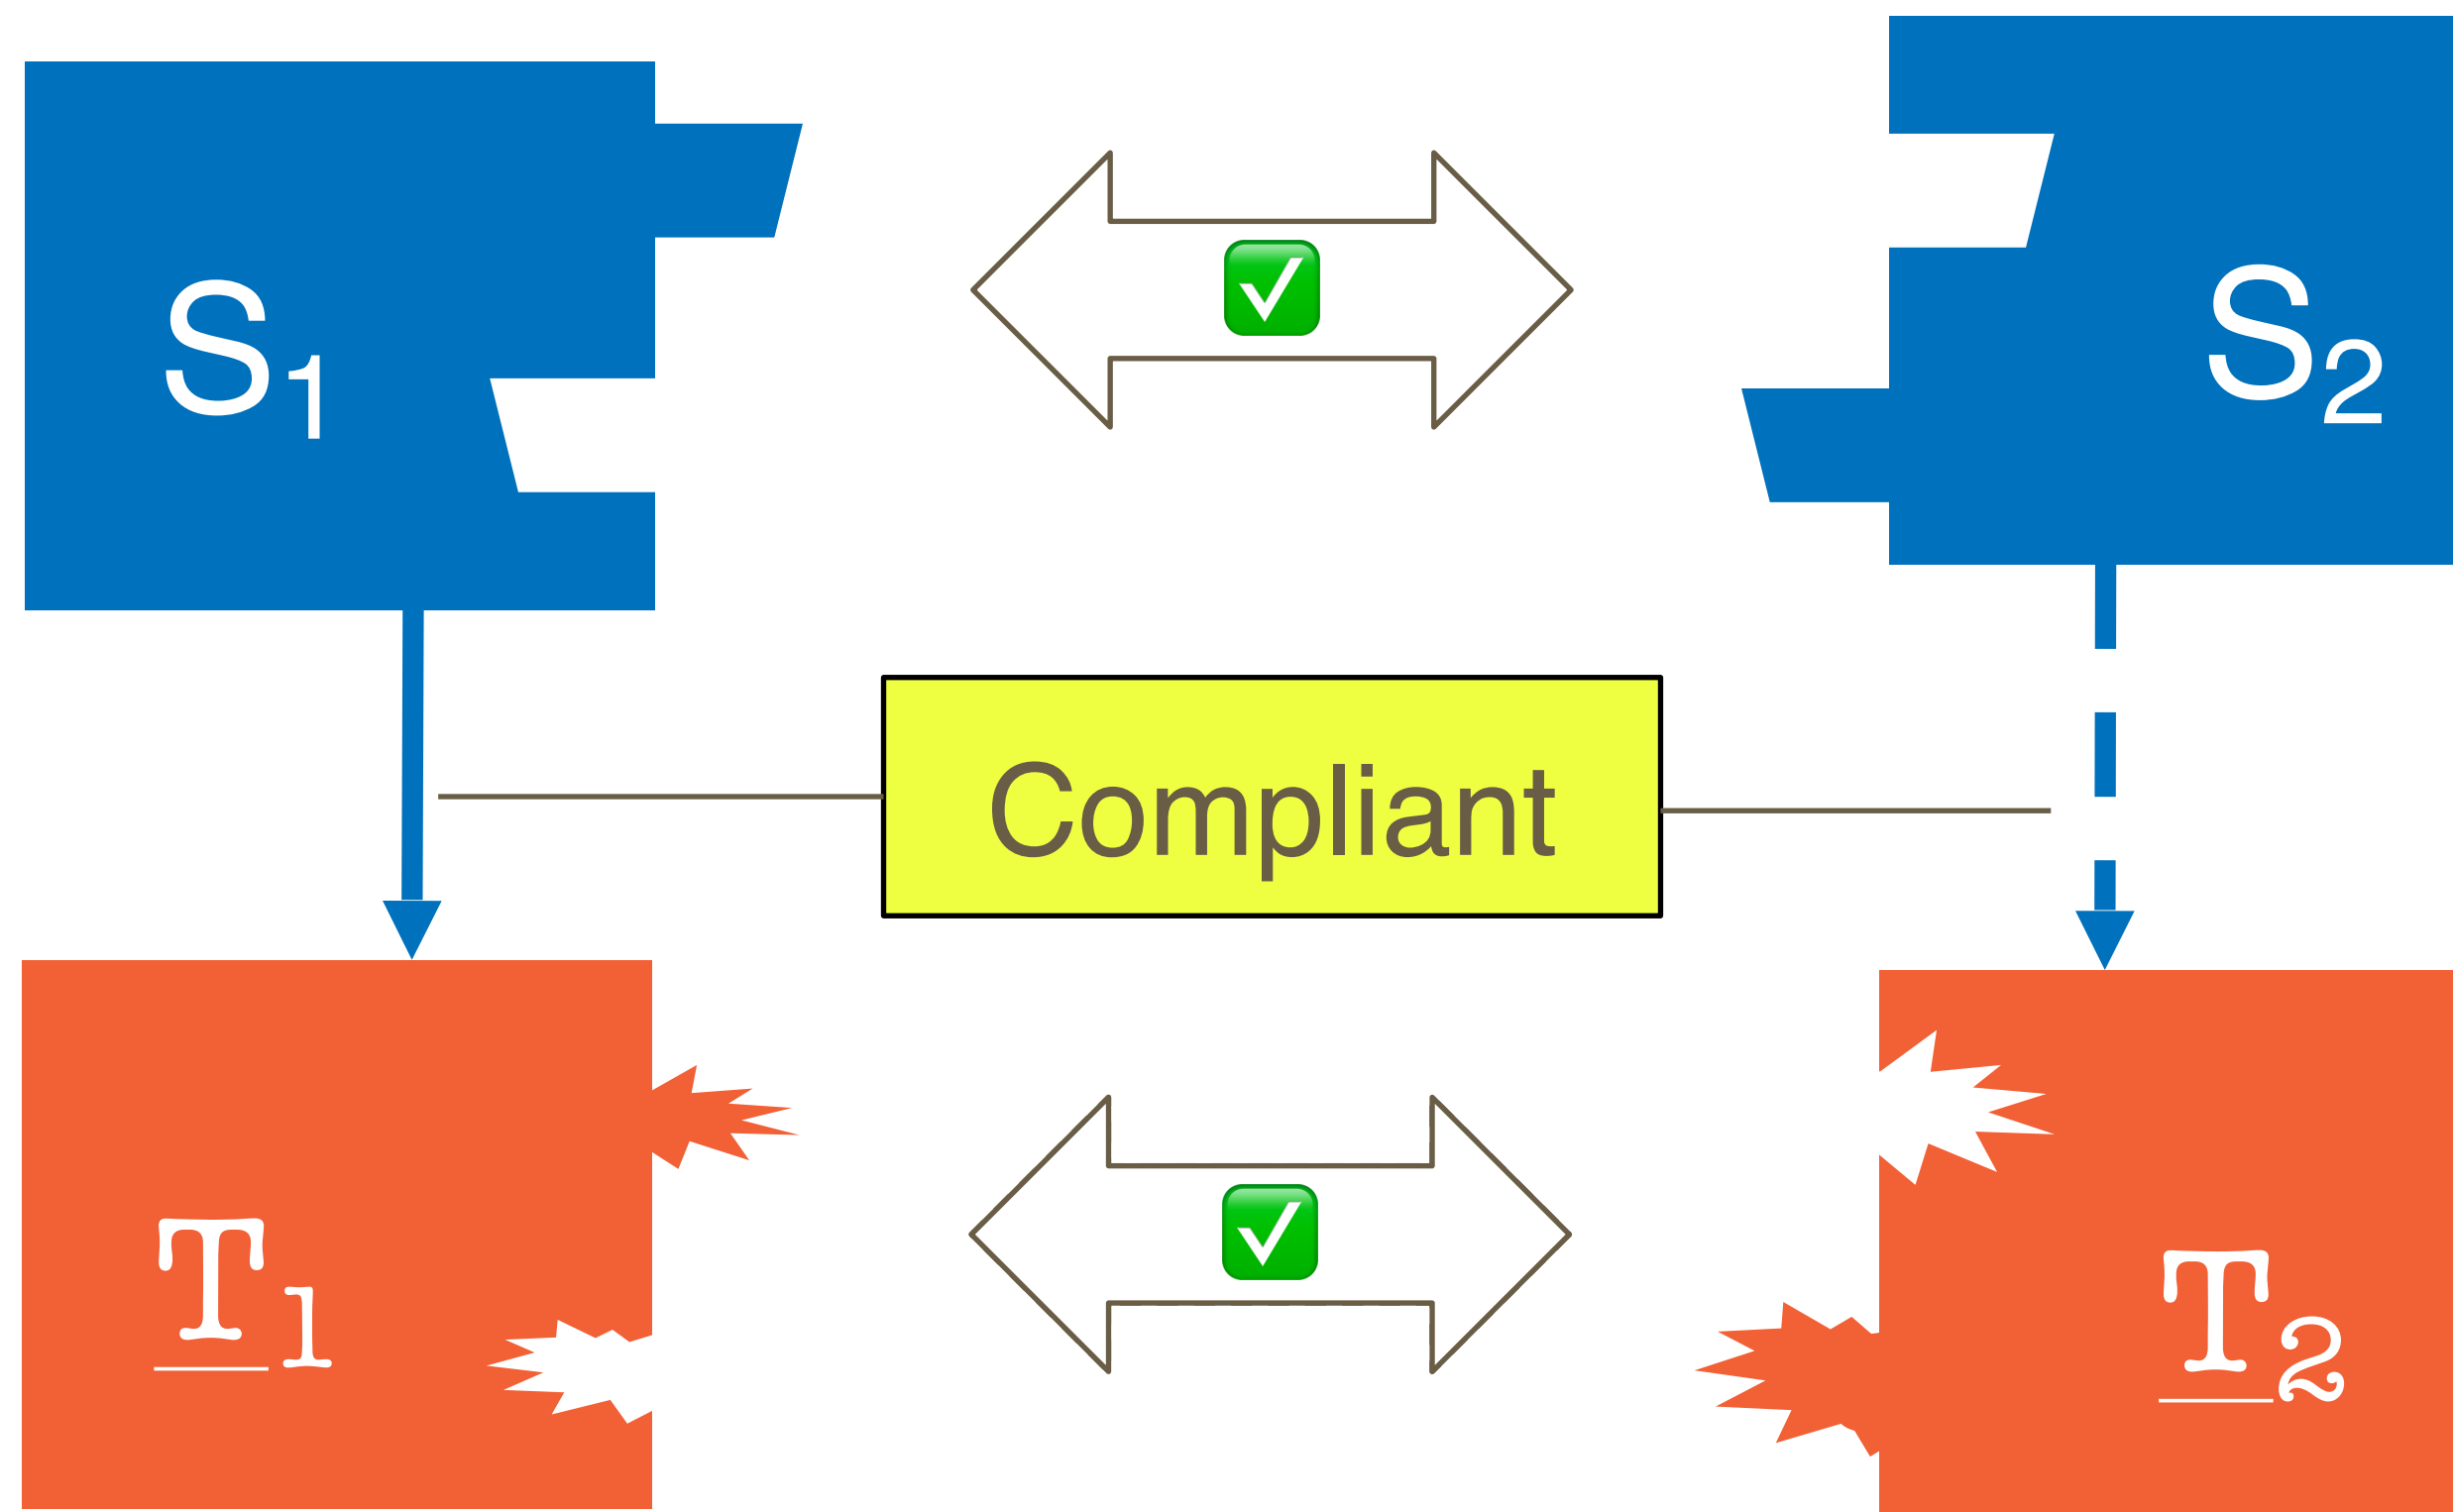 S₁
S₂
Compliant
T₁
T₂